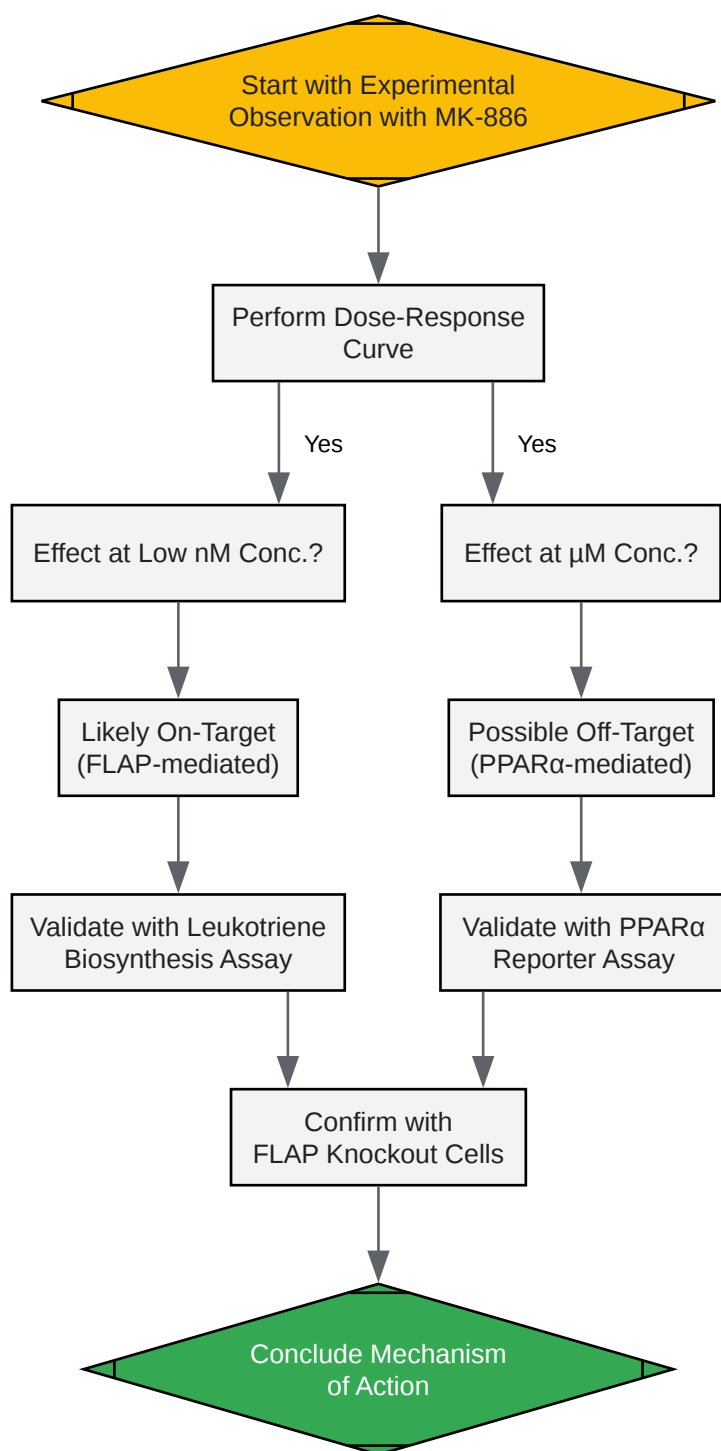 Start with Experimental
Observation with MK-886
Perform Dose-Response
Curve
Yes
Yes
Effect at Low nM Conc.?
Effect at µM Conc.?
Likely On-Target
(FLAP-mediated)
Possible Off-Target
(PPARα-mediated)
Validate with Leukotriene
Biosynthesis Assay
Validate with PPARα
Reporter Assay
Confirm with
FLAP Knockout Cells
Conclude Mechanism
of Action